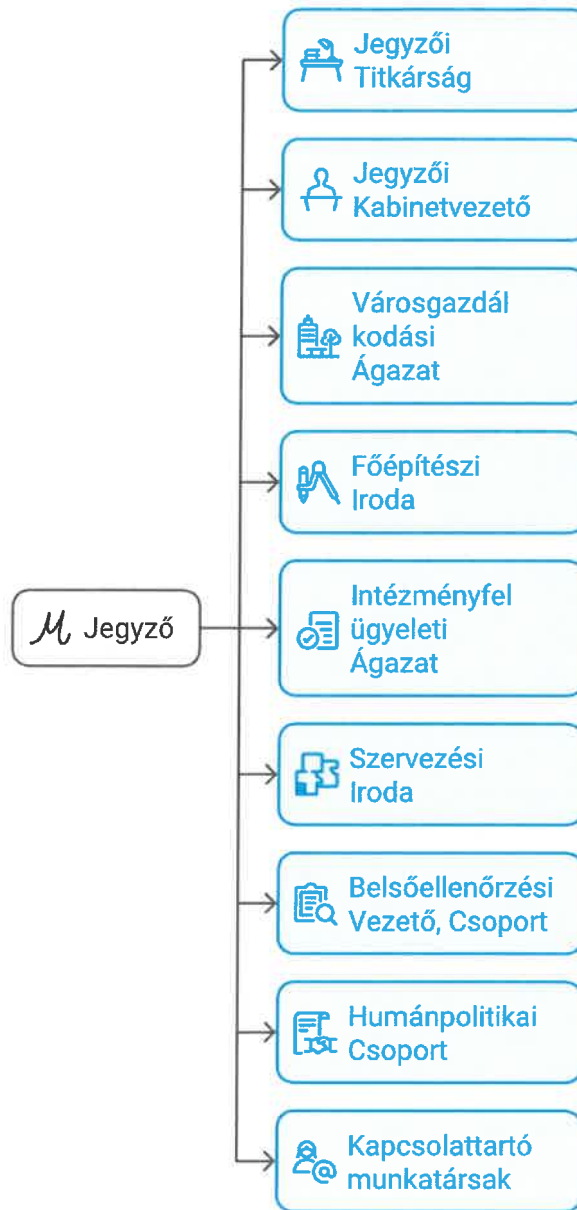 Jegyzői
Titkárság
Jegyzői
Kabinetvezető
Városgazdál
kodási
Ágazat
Főépítészi
Iroda
Jegyző
Intézményfel
ügyeleti
Ágazat
Szervezési
Iroda
Belsőellenőrzési
Vezető, Csoport
Humánpolitikai
Csoport
Kapcsolattartó
munkatársak